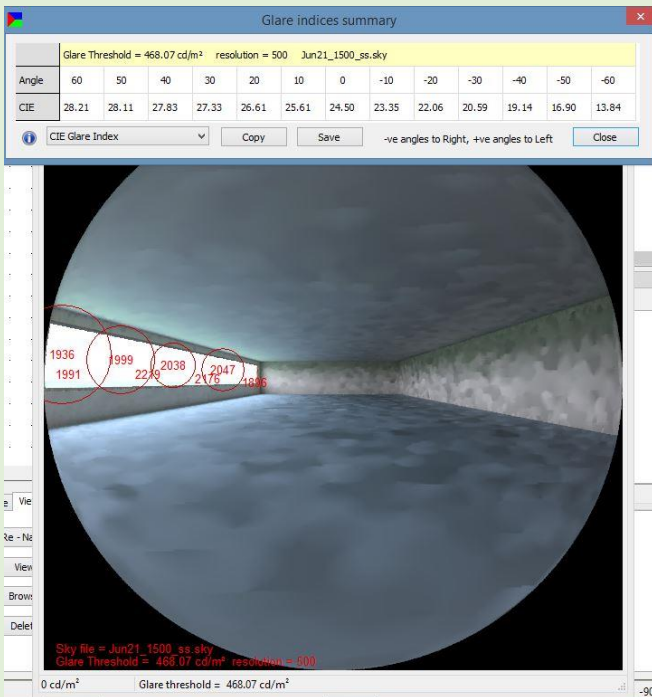 Glare indices summary
Glare Threshold = 468.07 cd/m² resolution = 500 Jun21_1500_ss.sky
Angle 60 50 40 30 20 10 0 -10 -20 -30 -40 -50 -60
CIE 28.21 28.11 27.83 27.33 26.61 25.61 24.50 23.35 22.06 20.59 19.14 16.90 13.84
CIE Glare Index Copy Save -ve angles to Right, +ve angles to Left Close
1936 1999 2038 2047
1991 2176
Vie
Re - Na
View
Brow
Delet
Sky file = Jun21_1500_ss.sky
Glare Threshold = 468.07 cd/m² resolution = 500
0 cd/m² Glare threshold = 468.07 cd/m²
-90